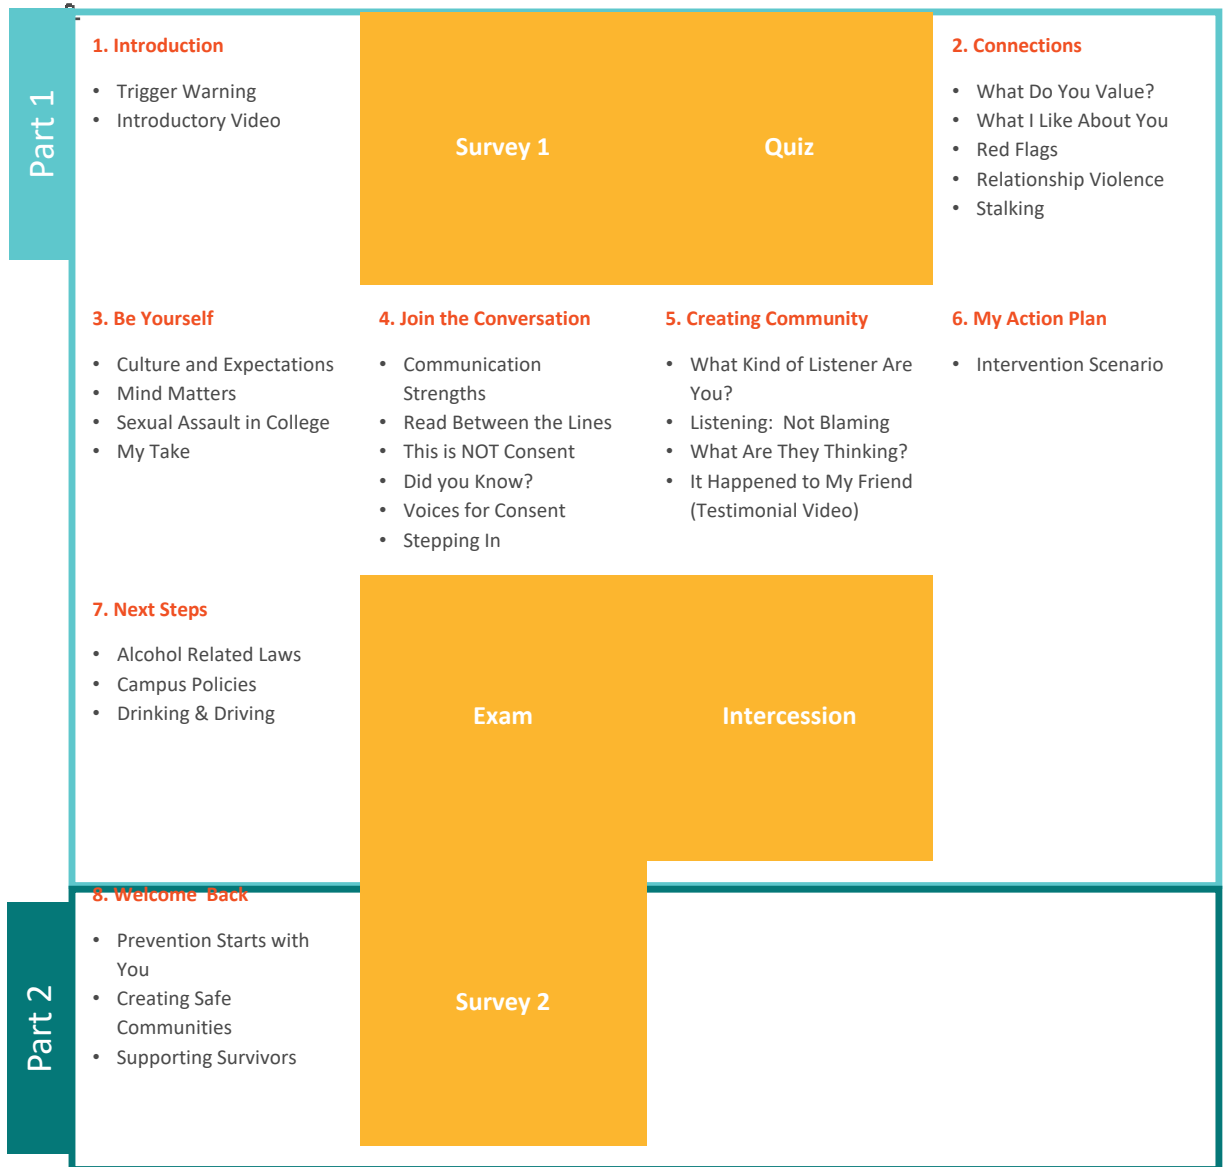 Part 1
1. Introduction
• Trigger Warning
• Introductory Video
Survey 1
Quiz
2. Connections
• What Do You Value?
• What I Like About You
• Red Flags
• Relationship Violence
• Stalking
3. Be Yourself
• Culture and Expectations
• Mind Matters
• Sexual Assault in College
• My Take
4. Join the Conversation
• Communication
Strengths
• Read Between the Lines
• This is NOT Consent
• Did you Know?
• Voices for Consent
• Stepping In
5. Creating Community
• What Kind of Listener Are
You?
• Listening:  Not Blaming
• What Are They Thinking?
• It Happened to My Friend
(Testimonial Video)
6. My Action Plan
• Intervention Scenario
7. Next Steps
• Alcohol Related Laws
• Campus Policies
• Drinking & Driving
Exam
Intercession
Part 2
8. Welcome  Back
• Prevention Starts with
You
• Creating Safe
Communities
• Supporting Survivors
Survey 2